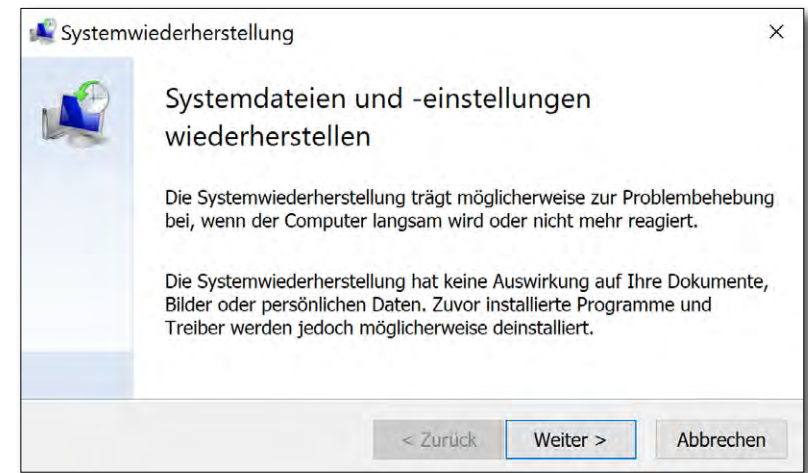 Systemwiederherstellung
Systemdateien und -einstellungen
wiederherstellen
Die Systemwiederherstellung trägt möglicherweise zur Problembehebung
bei, wenn der Computer langsam wird oder nicht mehr reagiert.
Die Systemwiederherstellung hat keine Auswirkung auf Ihre Dokumente,
Bilder oder persönlichen Daten. Zuvor installierte Programme und
Treiber werden jedoch möglicherweise deinstalliert.
< Zurück Weiter > Abbrechen